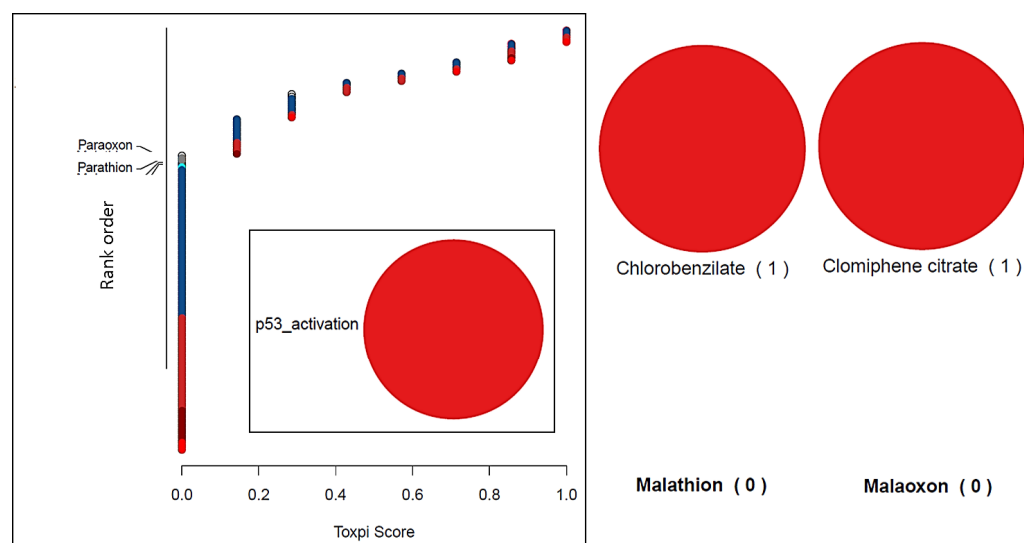 Paraoxon
Parathion
Rank order
p53_activation
0.0 0.2 0.4 0.6 0.8 1.0
Toxpi Score
Chlorobenzilate ( 1 )
Clomiphene citrate ( 1 )
Malathion ( 0 )
Malaoxon ( 0 )